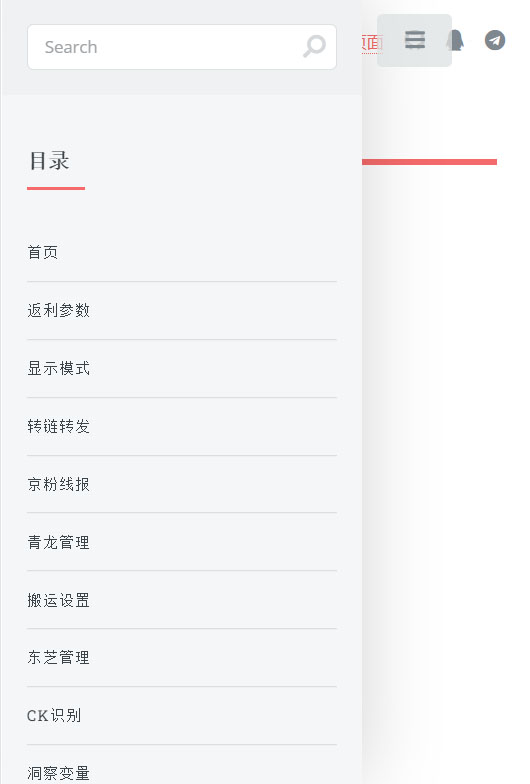 Search
页面
目录
首页
返利参数
显示模式
转链转发
京粉线报
青龙管理
搬运设置
东芝管理
CK识别
洞察变量